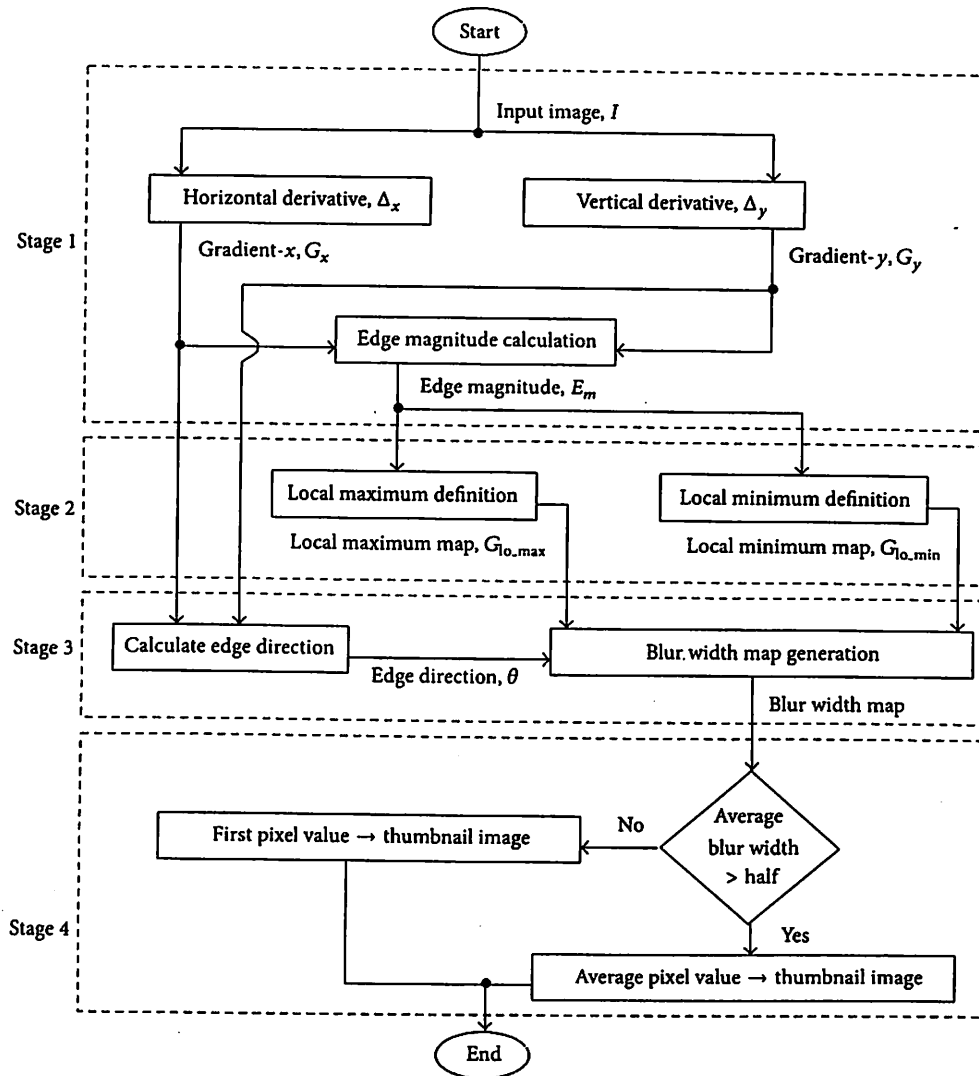 Start
Input image, I
Horizontal derivative, Δx
Vertical derivative, Δy
Stage 1
Gradient-x, Gx
Gradient-y, Gy
Edge magnitude calculation
Edge magnitude, Em
Stage 2
Local maximum definition
Local minimum definition
Local maximum map, Glo_max
Local minimum map, Glo_min
Stage 3
Calculate edge direction
Blur width map generation
Edge direction, θ
Blur width map
Stage 4
First pixel value → thumbnail image
No
Average
blur width
> half
Yes
Average pixel value → thumbnail image
End